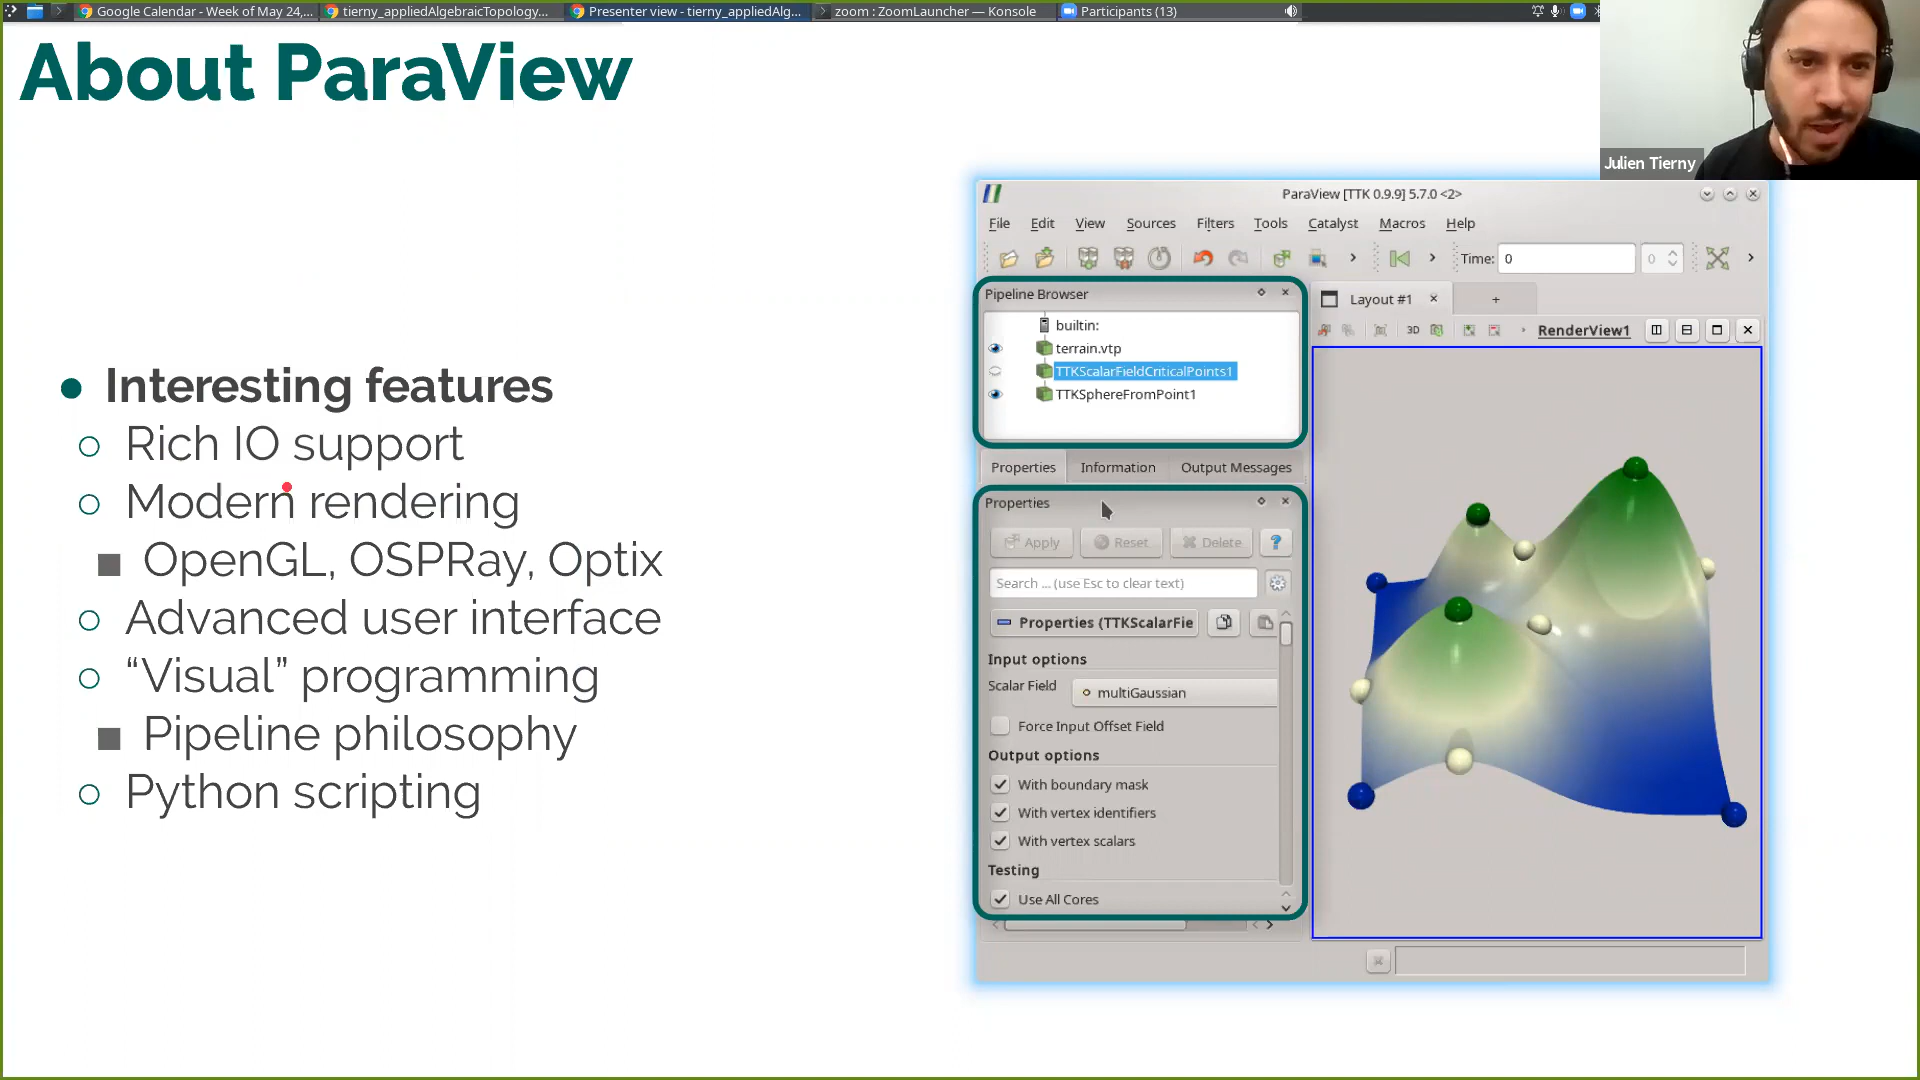 Google Calendar - Week of May 24,...
tierny_appliedAlgebraicTopology...
Presenter view - tierny_appliedAlg...
zoom : ZoomLauncher — Konsole
Participants (13)
About ParaView
Julien Tierny
Interesting features
Rich IO support
Modern rendering
OpenGL, OSPRay, Optix
Advanced user interface
“Visual” programming
Pipeline philosophy
Python scripting
ParaView [TTK 0.9.9] 5.7.0 <2>
File Edit View Sources Filters Tools Catalyst Macros Help
Time: 0 0
Pipeline Browser
builtin:
terrain.vtp
TTKScalarFieldCriticalPoints1
TTKSphereFromPoint1
Layout #1 +
3D RenderView1
Properties Information Output Messages
Properties
Apply Reset Delete ?
Search ... (use Esc to clear text)
Properties (TTKScalarFie
Input options
Scalar Field multiGaussian
Force Input Offset Field
Output options
With boundary mask
With vertex identifiers
With vertex scalars
Testing
Use All Cores